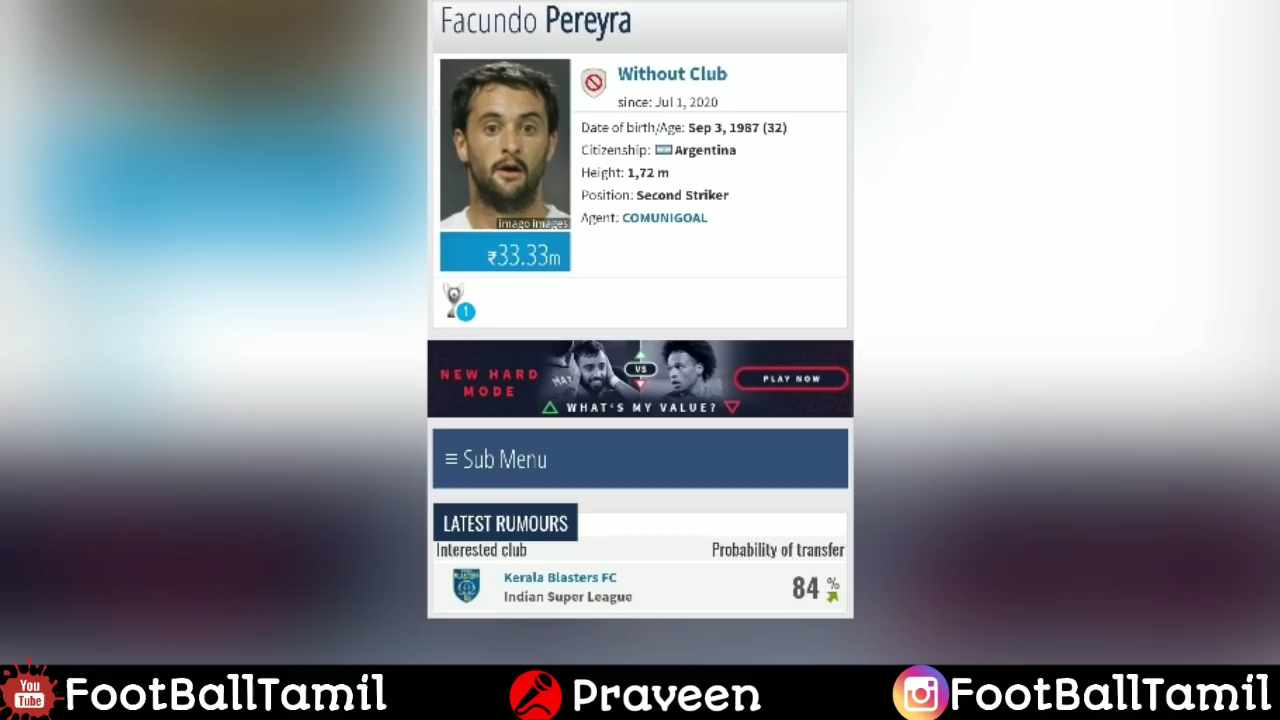 Facundo Pereyra
Without Club
since: Jul 1, 2020
Date of birth/Age: Sep 3, 1987 (32)
Citizenship: Argentina
Height: 1,72 m
Position: Second Striker
Agent: COMUNIGOAL
imago images
₹33.33m
1
NEW HARD
MODE
MAT
VS
PLAY NOW
WHAT'S MY VALUE?
≡ Sub Menu
LATEST RUMOURS
Interested club Probability of transfer
Kerala Blasters FC
Indian Super League
84 %
BLASTERS
You
Tube
FootBallTamil
Praveen
FootBallTamil